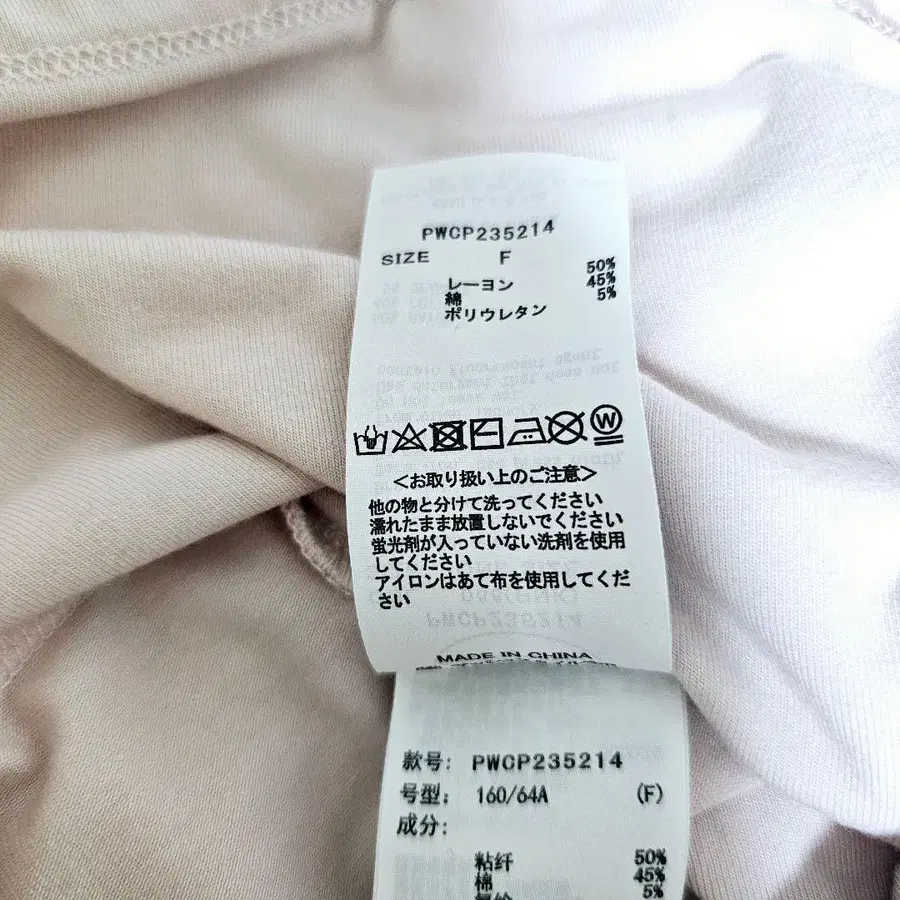 PWCP235214
SIZE F
レーヨン 50%
綿 45%
ポリウレタン 5%
W
<お取り扱い上のご注意>
他の物と分けて洗ってください
濡れたまま放置しないでください
蛍光剤が入っていない洗剤を使用
してください
アイロンはあて布を使用してくだ
さい
MADE IN CHINA
款号: PWCP235214
号型: 160/64A (F)
成分:
粘纤 50%
棉 45%
5%